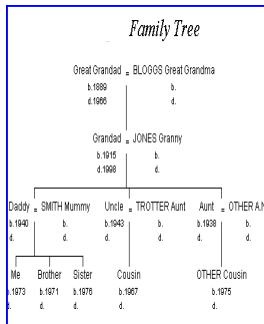 Family Tree
Great Grandad = BLOGGS Great Grandma
b.1889 b.
d.1966 d.
Grandad = JONES Granny
b.1915 b.
d.1998 d.
Daddy = SMITH Mummy Uncle = TROTTER Aunt Aunt = OTHER A.N
b.1940 b. b.1943 b. b.1938 b.
d. d. d. d. d. d.
Me Brother Sister Cousin OTHER Cousin
b.1973 b.1971 b.1976 b.1967 b.1975
d. d. d. d. d.